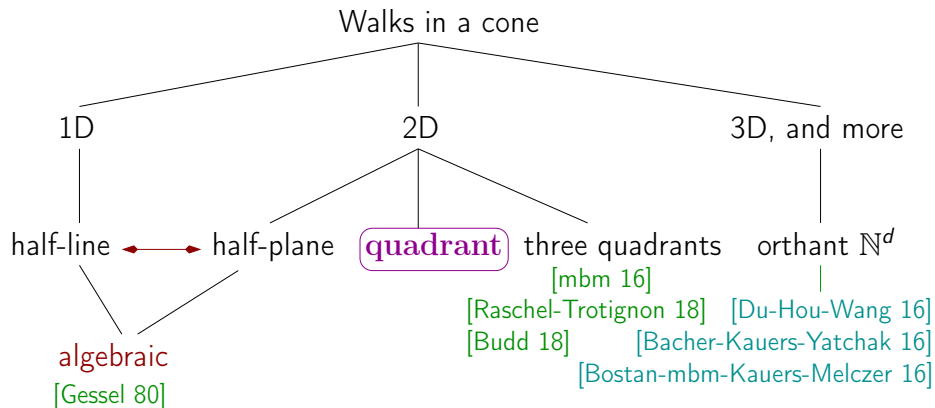 Walks in a cone
1D 2D 3D, and more
half-line half-plane quadrant three quadrants orthant ℕᵈ
[mbm 16]
[Raschel-Trotignon 18] [Du-Hou-Wang 16]
[Budd 18] [Bacher-Kauers-Yatchak 16]
algebraic
[Bostan-mbm-Kauers-Melczer 16]
[Gessel 80]